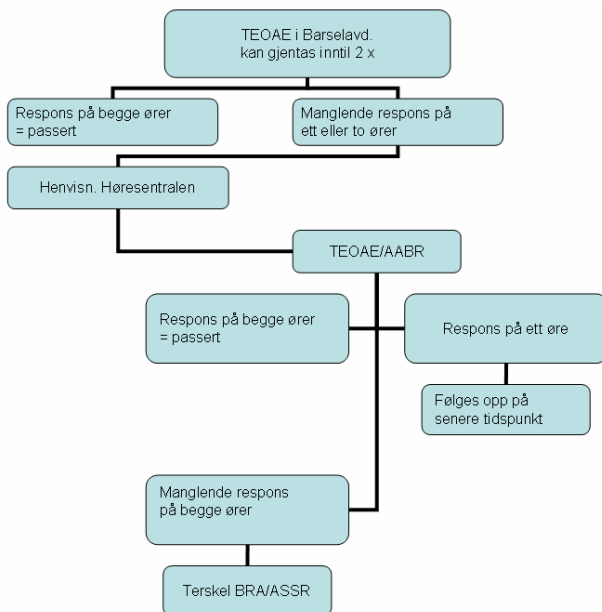 TEOAE i Barselavd.
kan gjentas inntil 2 x
Respons på begge ører
= passert
Manglende respons på
ett eller to ører
Henvisn. Høresentralen
TEOAE/AABR
Respons på begge ører
= passert
Respons på ett øre
Følges opp på
senere tidspunkt
Manglende respons
på begge ører
Terskel BRA/ASSR